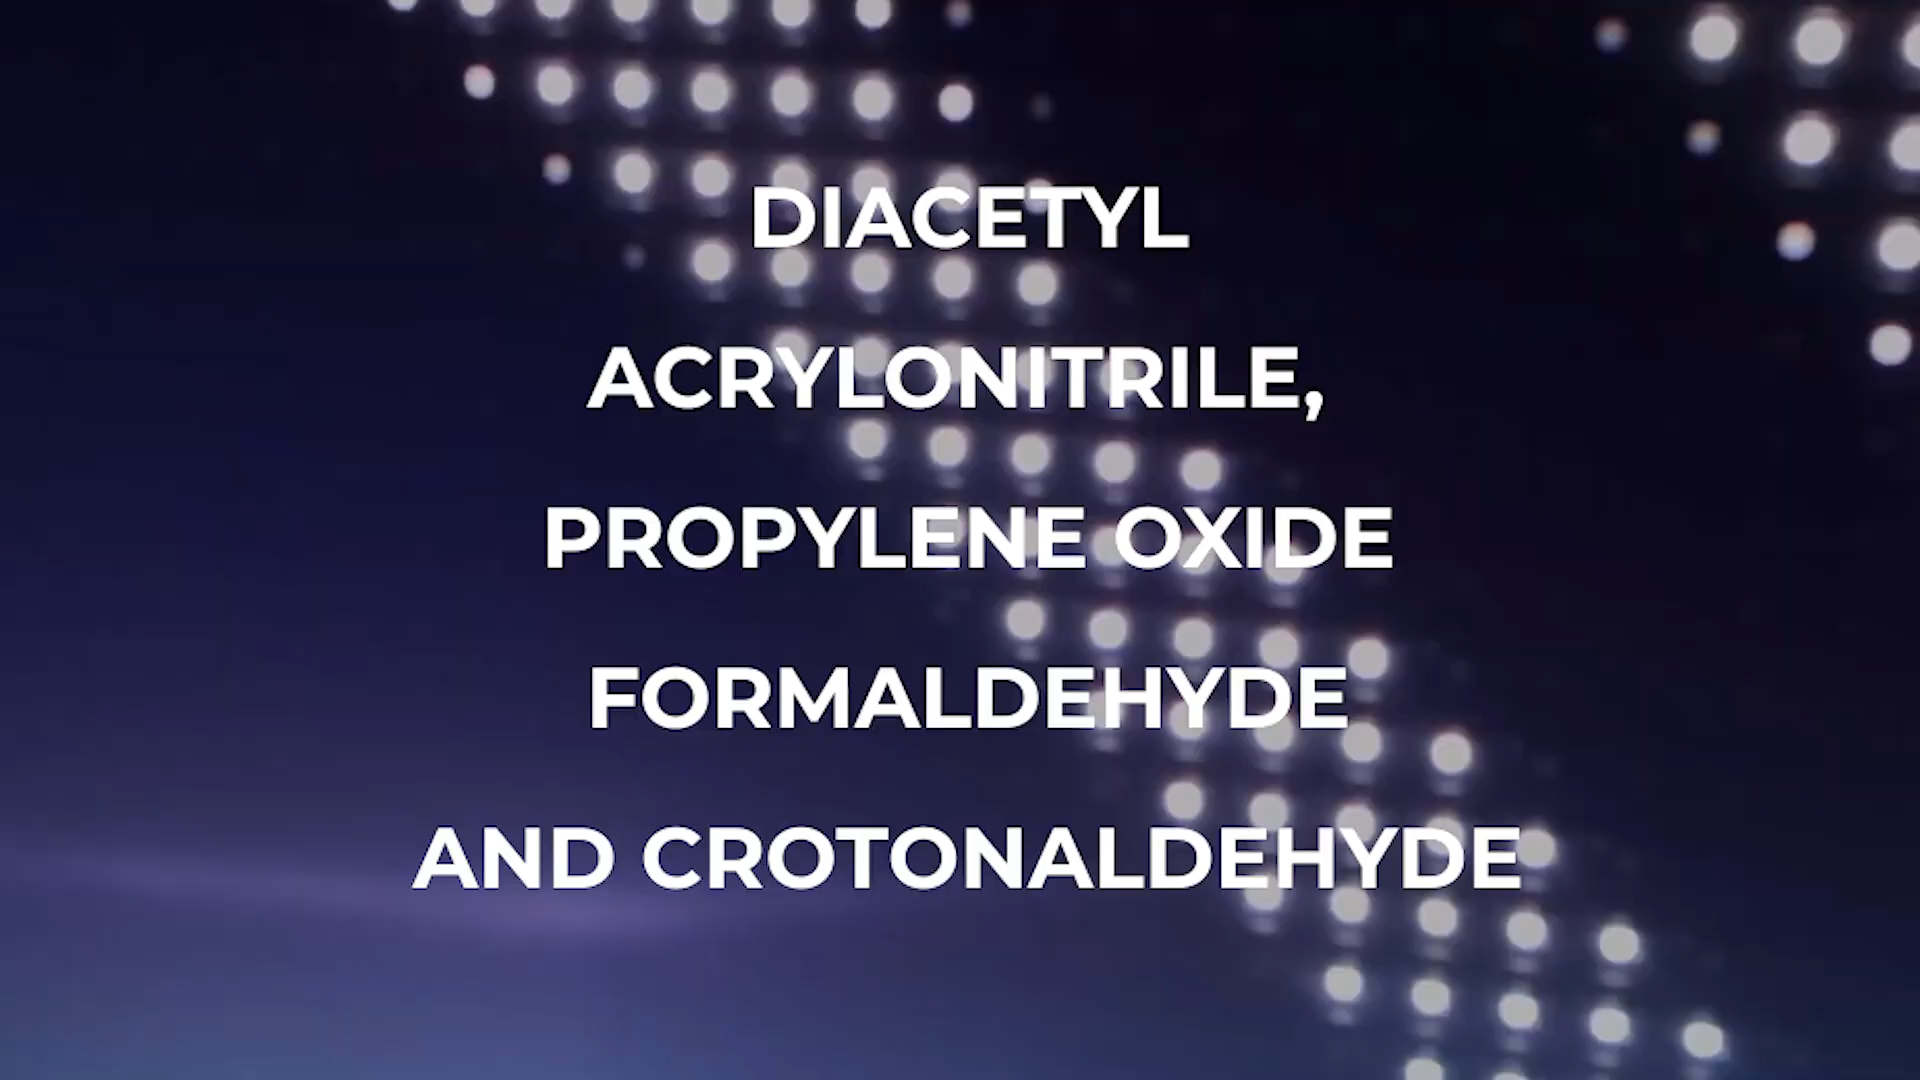 DIACETYL
ACRYLONITRILE,
PROPYLENE OXIDE
FORMALDEHYDE
AND CROTONALDEHYDE